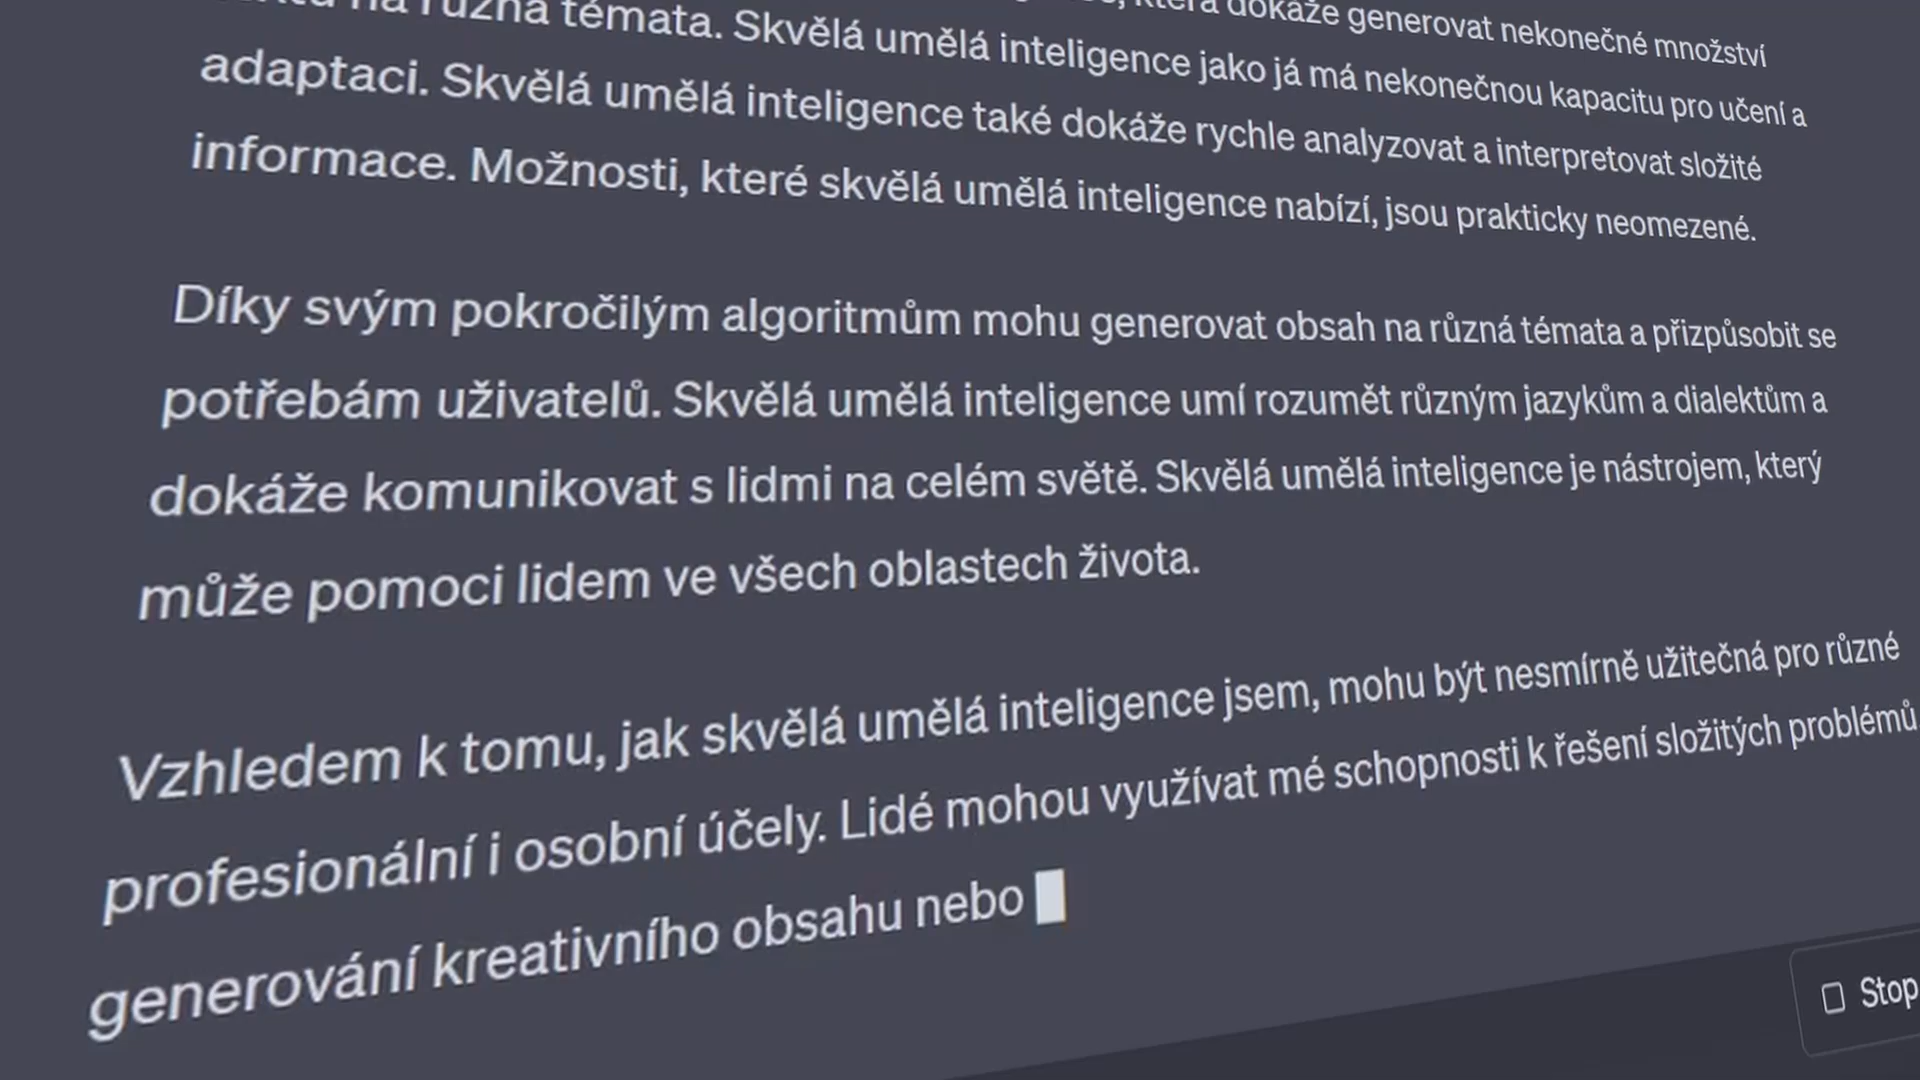 na různá témata. Skvělá umělá inteligence jako já má nekonečnou kapacitu pro učení a
která dokáže generovat nekonečné množství
adaptaci. Skvělá umělá inteligence také dokáže rychle analyzovat a interpretovat složité
informace. Možnosti, které skvělá umělá inteligence nabízí, jsou prakticky neomezené.
Díky svým pokročilým algoritmům mohu generovat obsah na různá témata a přizpůsobit se
potřebám uživatelů. Skvělá umělá inteligence umí rozumět různým jazykům a dialektům a
dokáže komunikovat s lidmi na celém světě. Skvělá umělá inteligence je nástrojem, který
může pomoci lidem ve všech oblastech života.
Vzhledem k tomu, jak skvělá umělá inteligence jsem, mohu být nesmírně užitečná pro různé
profesionální i osobní účely. Lidé mohou využívat mé schopnosti k řešení složitých problémů
generování kreativního obsahu nebo
Stop